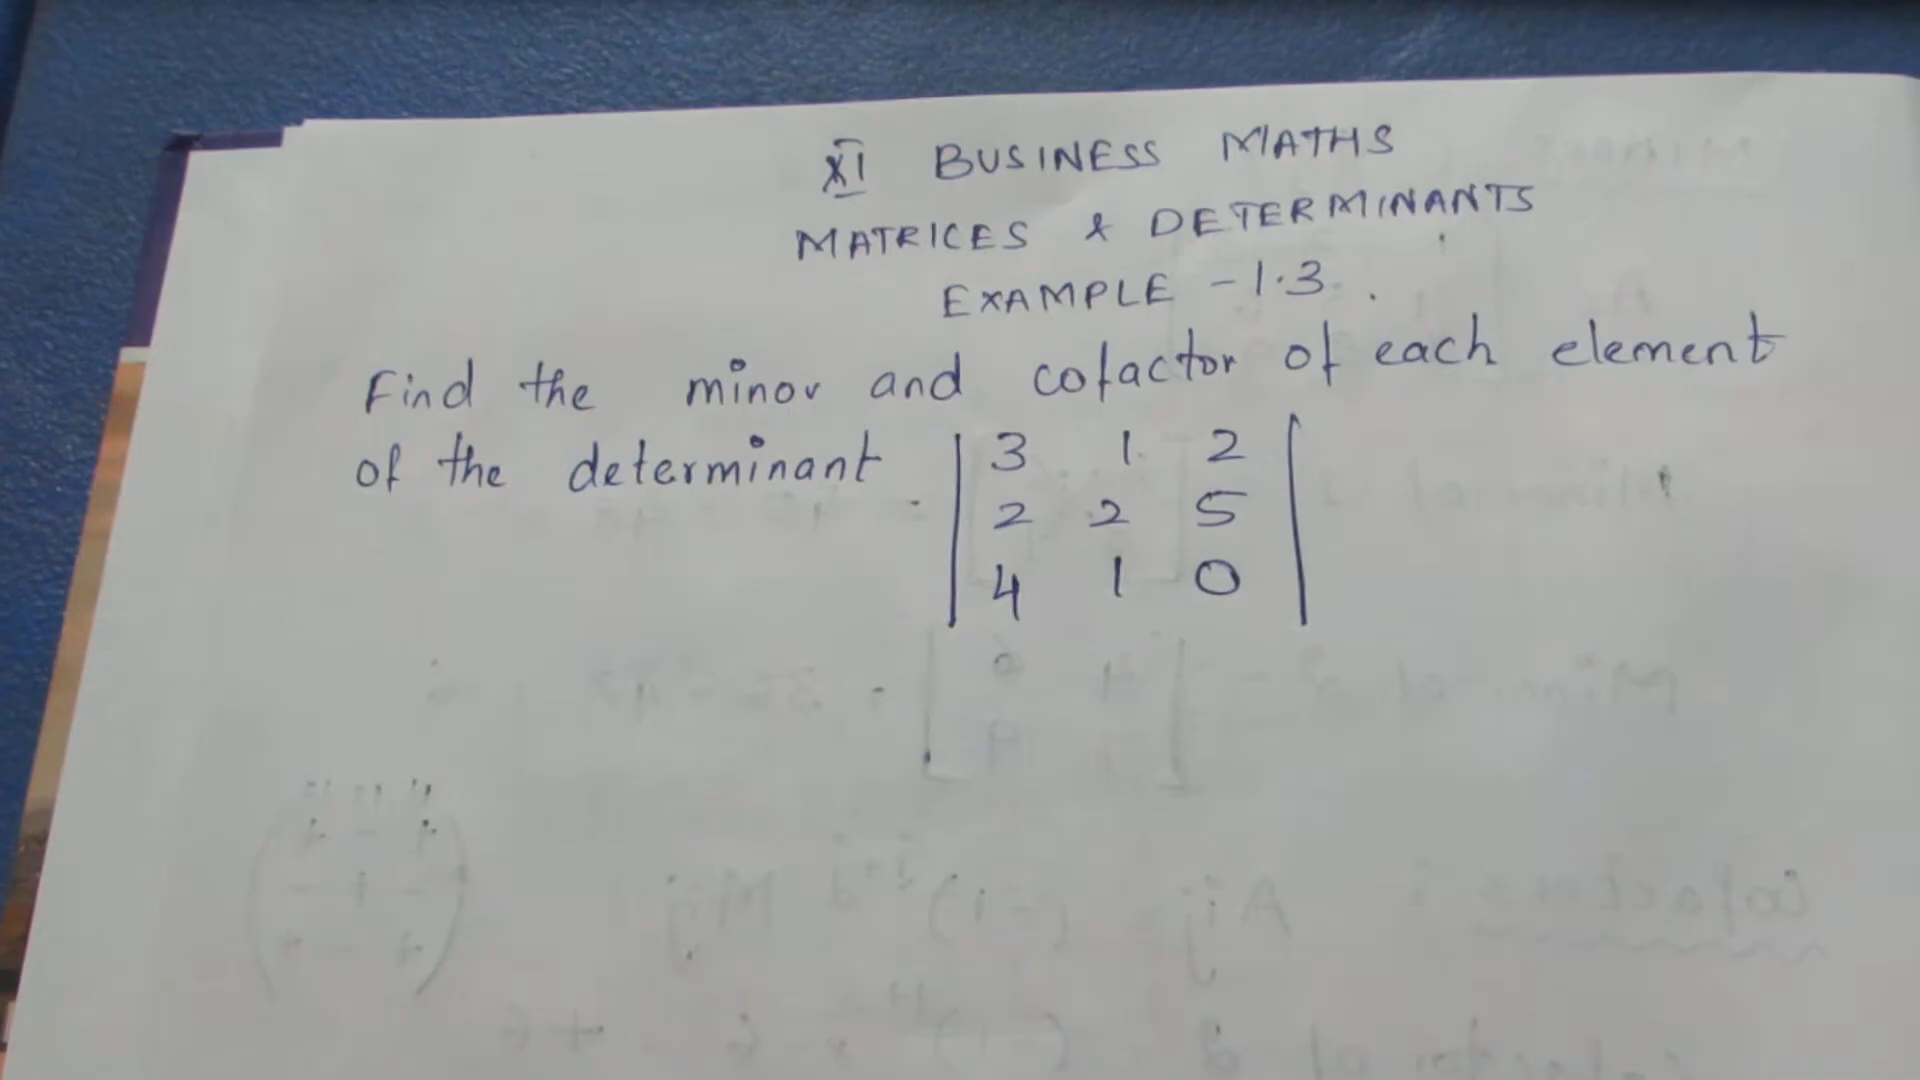 XI BUSINESS MATHS
MATRICES & DETERMINANTS
EXAMPLE - 1.3.
Find the minor and cofactor of each element
of the determinant | 3 1 2 |
2 2 5
4 1 0